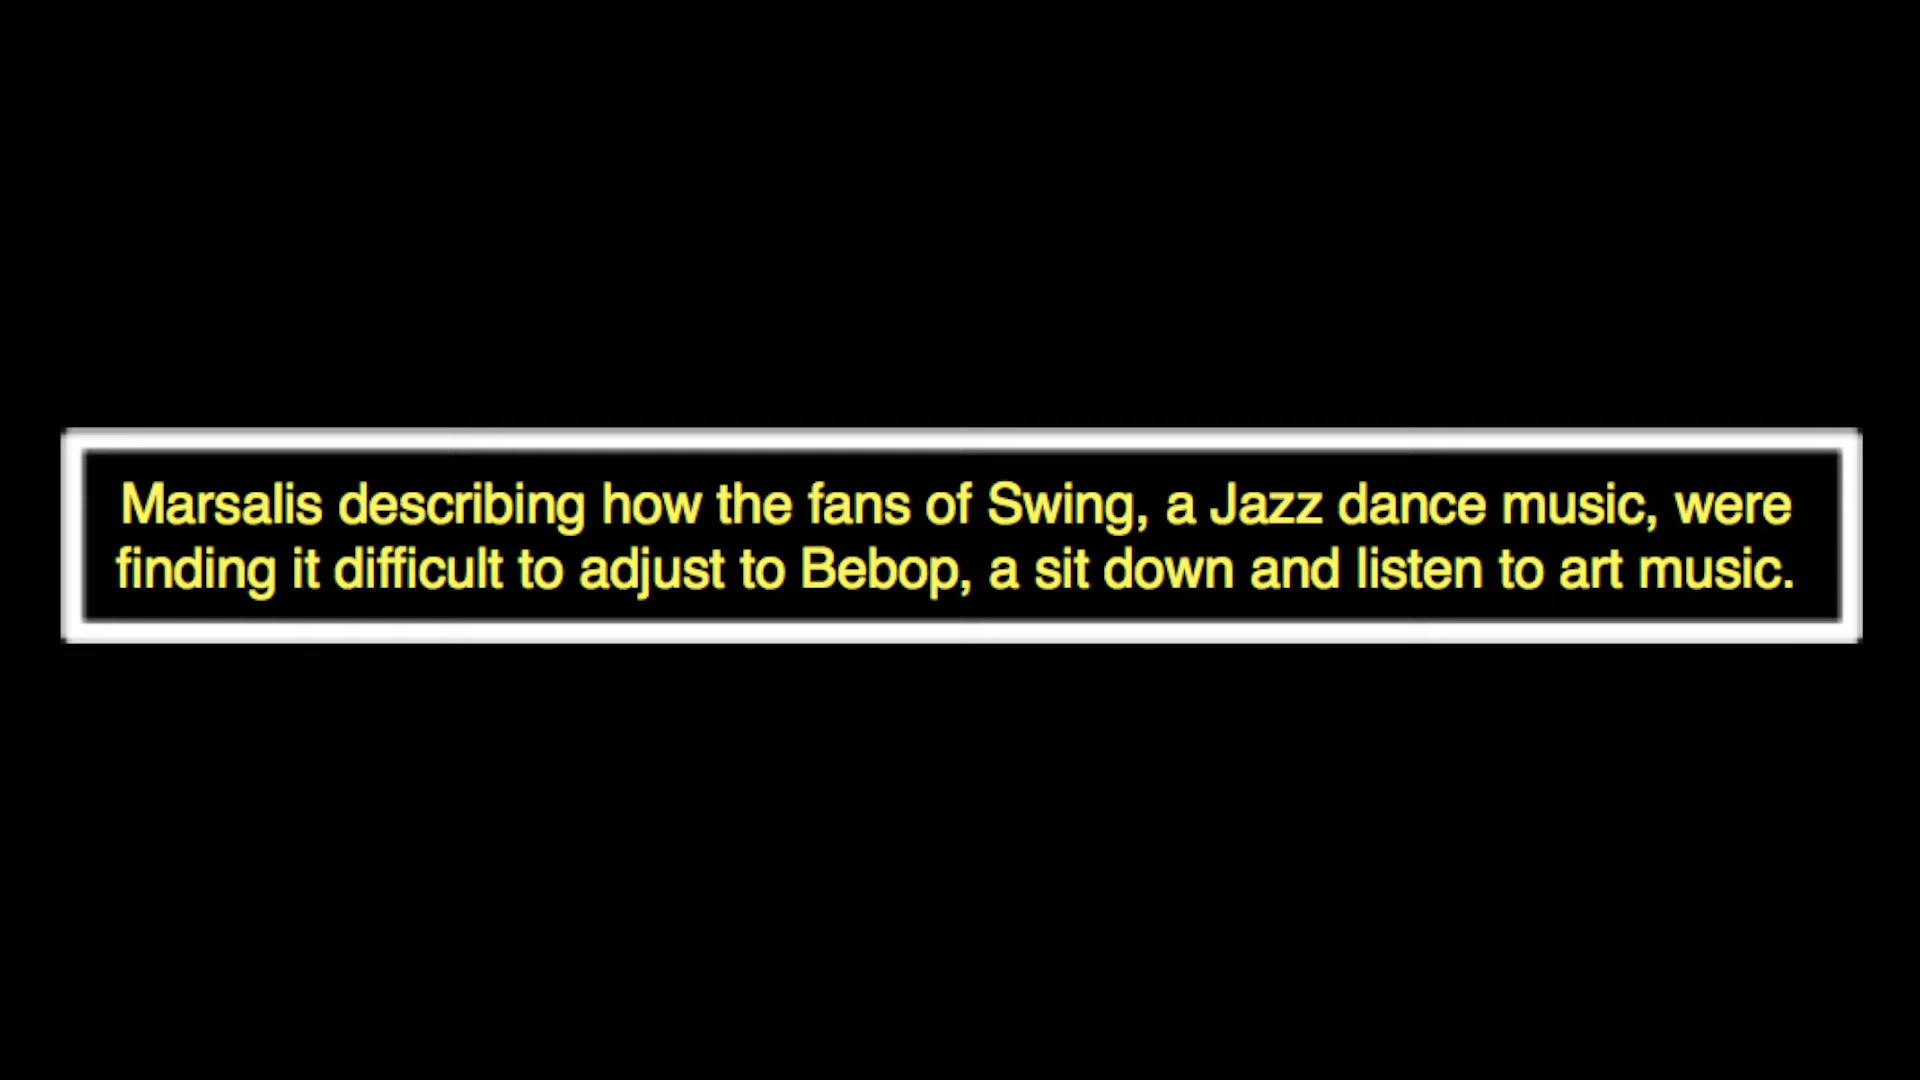 Marsalis describing how the fans of Swing, a Jazz dance music, were
finding it difficult to adjust to Bebop, a sit down and listen to art music.